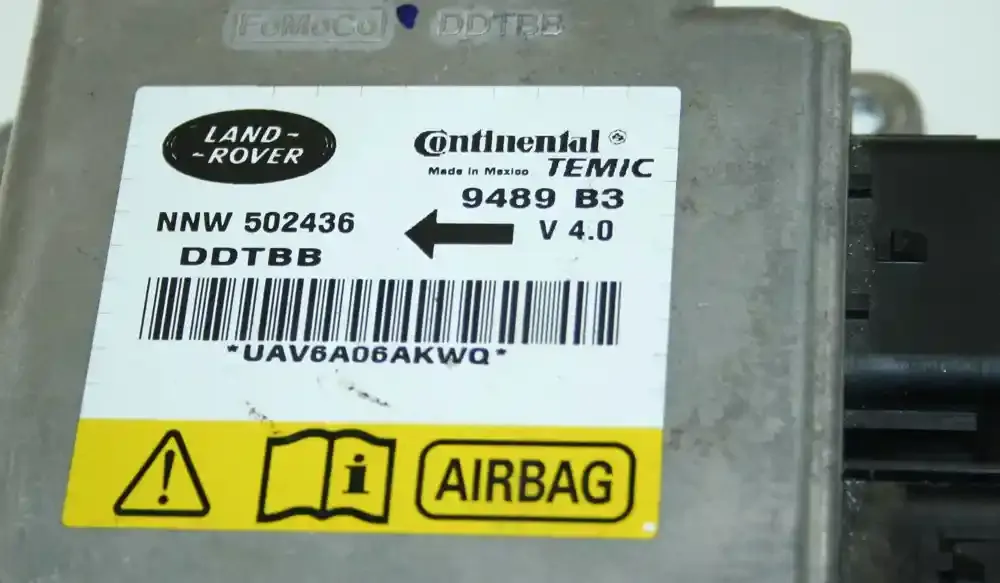 FoMoCo DDTBB
LAND-
-ROVER
Continental
Made in Mexico TEMIC
9489 B3
NNW 502436
V 4.0
DDTBB
*UAV6A06AKWQ*
i
AIRBAG